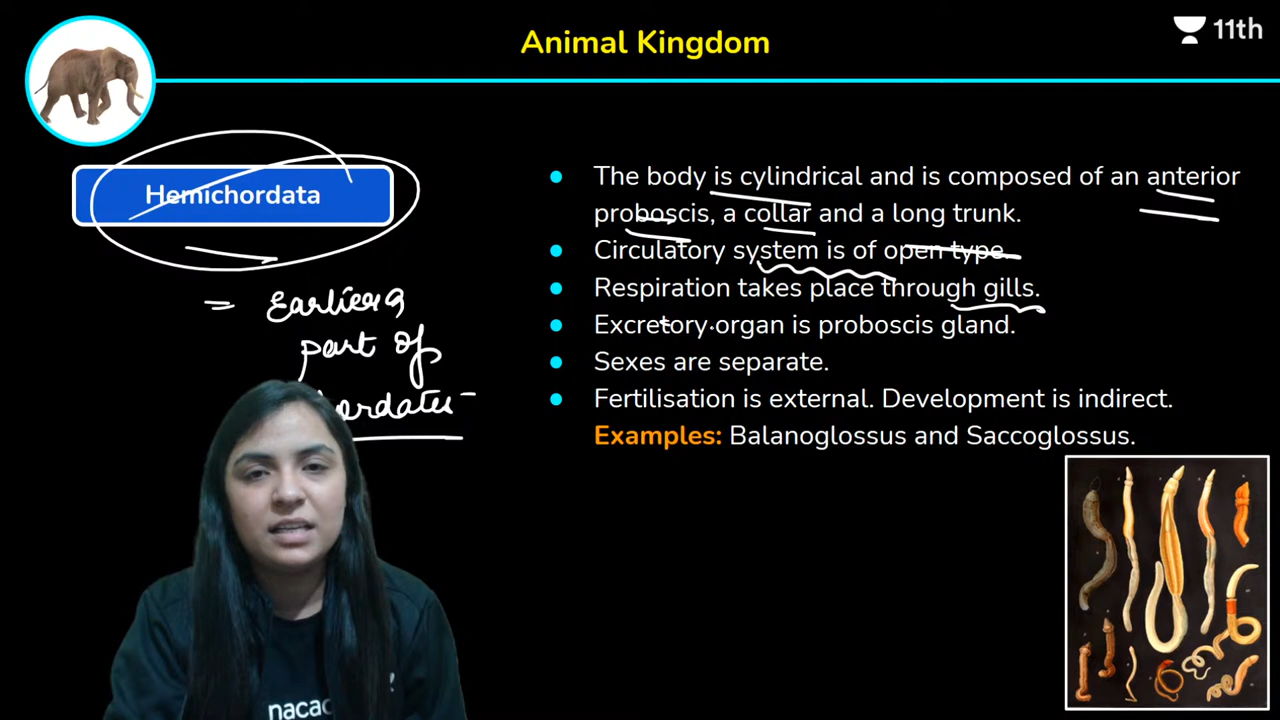 Animal Kingdom
11th
Hemichordata
= Earlier
part of
The body is cylindrical and is composed of an anterior
proboscis, a collar and a long trunk.
Circulatory system is of open type.
Respiration takes place through gills.
Excretory organ is proboscis gland.
Sexes are separate.
Fertilisation is external. Development is indirect.
Examples: Balanoglossus and Saccoglossus.